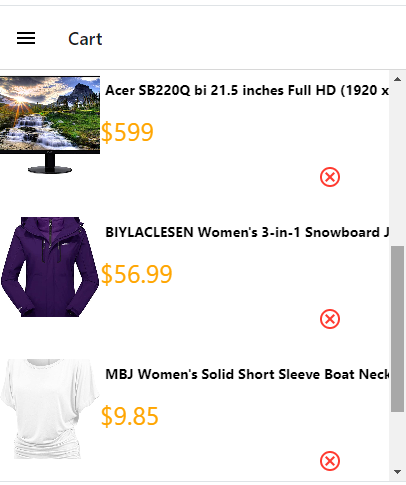 Cart
Acer SB220Q bi 21.5 inches Full HD (1920 x
$599
BIYLACLESEN Women's 3-in-1 Snowboard J
$56.99
MBJ Women's Solid Short Sleeve Boat Neck
$9.85